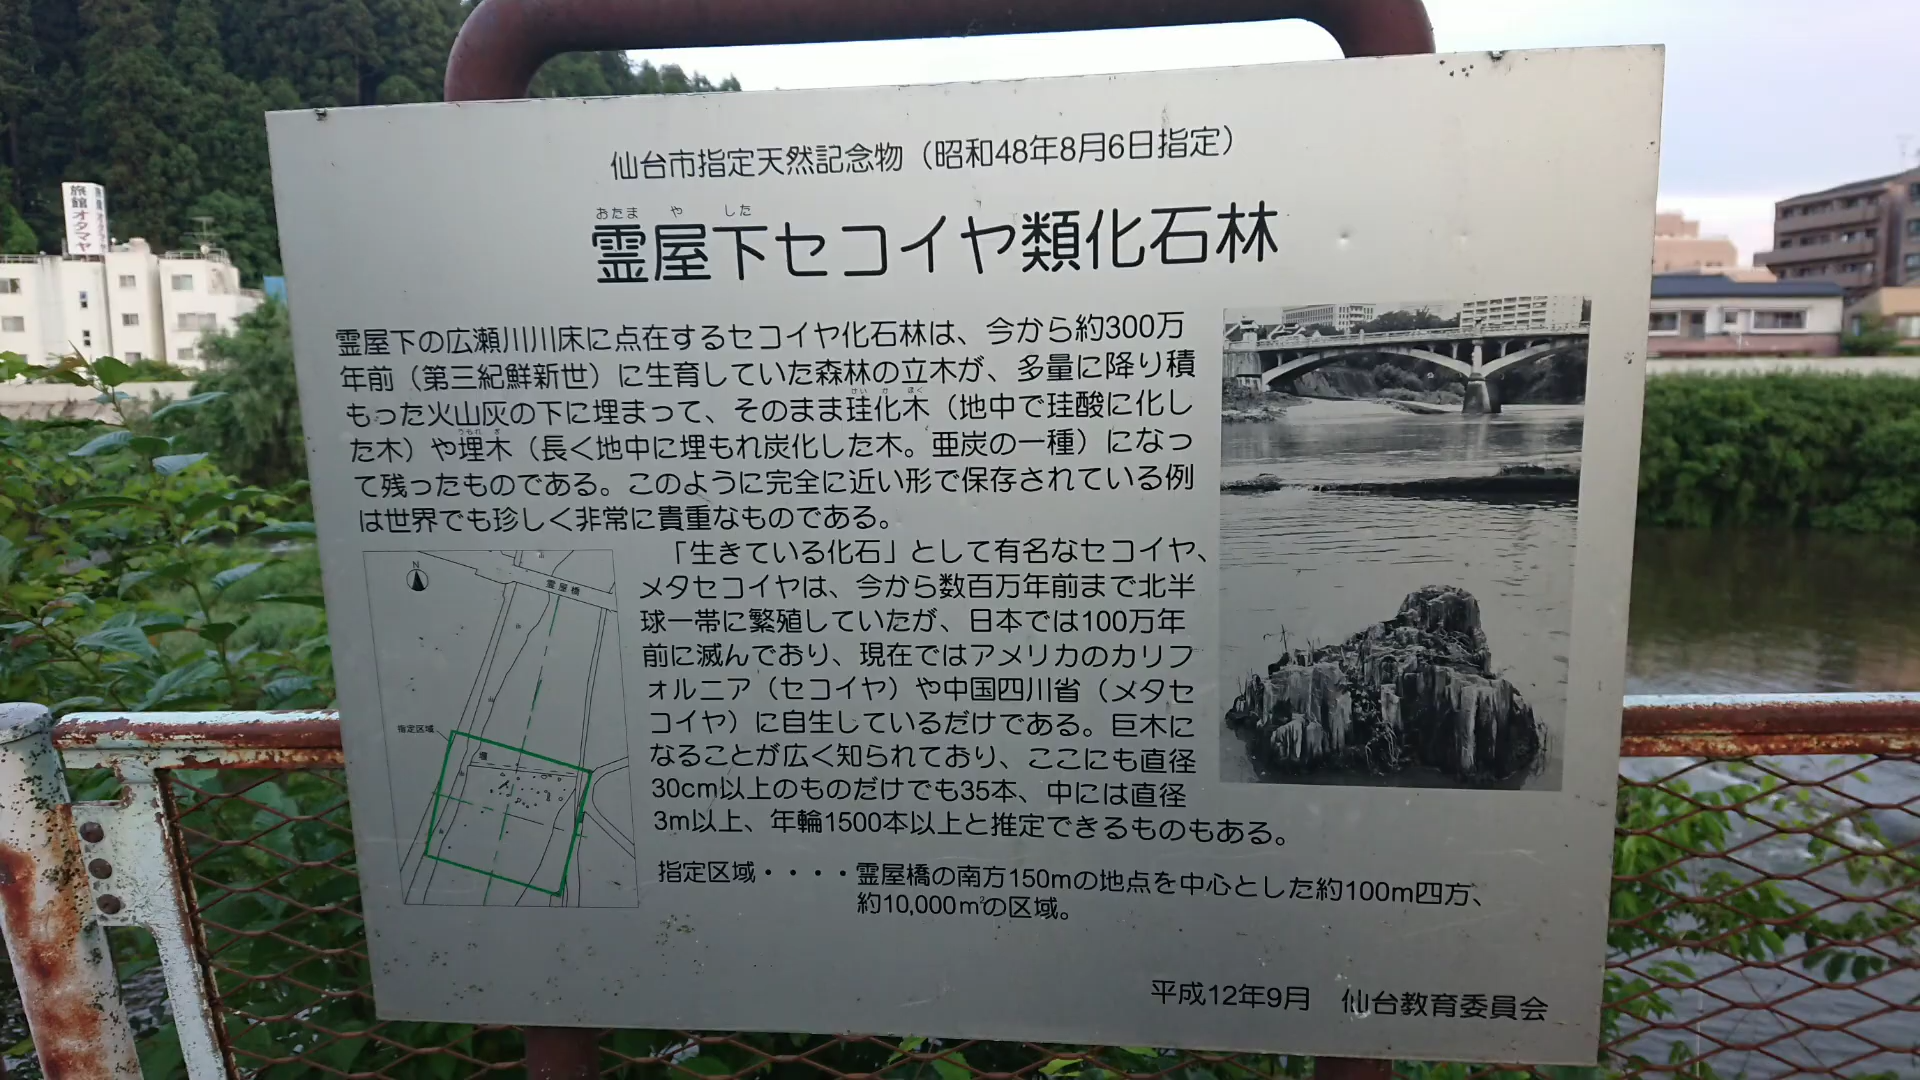 仙台市指定天然記念物（昭和48年8月6日指定）
おたま や した
霊屋下セコイヤ類化石林
霊屋下の広瀬川川床に点在するセコイヤ化石林は、今から約300万
年前（第三紀鮮新世）に生育していた森林の立木が、多量に降り積
もった火山灰の下に埋まって、そのまま珪化木（地中で珪酸に化し
た木）や埋木（長く地中に埋もれ炭化した木。亜炭の一種）になっ
て残ったものである。このように完全に近い形で保存されている例
は世界でも珍しく非常に貴重なものである。
「生きている化石」として有名なセコイヤ、
メタセコイヤは、今から数百万年前まで北半
球一帯に繁殖していたが、日本では100万年
前に滅んでおり、現在ではアメリカのカリフ
ォルニア（セコイヤ）や中国四川省（メタセ
コイヤ）に自生しているだけである。巨木に
なることが広く知られており、ここにも直径
30cm以上のものだけでも35本、中には直径
3m以上、年輪1500本以上と推定できるものもある。
指定区域・・・・霊屋橋の南方150mの地点を中心とした約100m四方、
約10,000㎡の区域。
平成12年9月　仙台教育委員会
N
霊屋橋
指定区域
堰
旅館オタマヤ